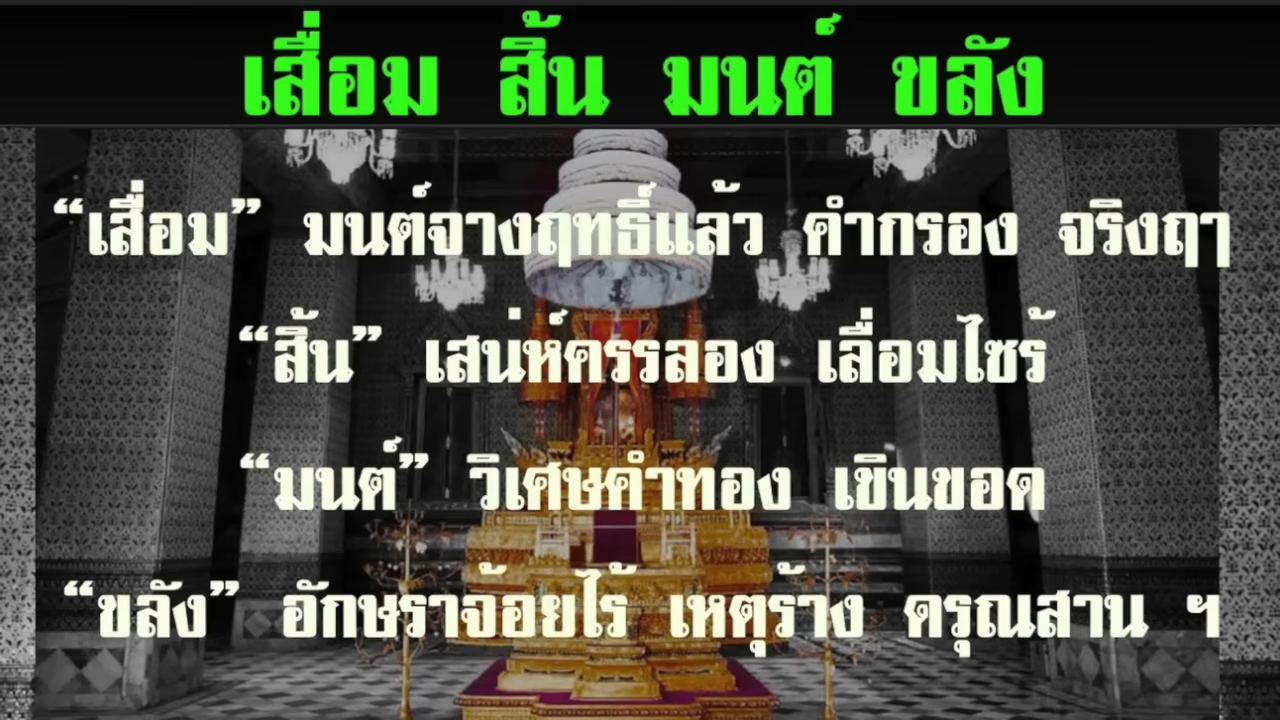 เสื่อม สิ้น มนต์ ขลัง
“เสื่อม” มนต์จางฤทธิ์แล้ว คำกรอง จริงฤๅ
“สิ้น” เสน่ห์ครรลอง เลื่อมไซร้
“มนต์” วิเศษคำทอง เขินขอด
“ขลัง” อักษราจ้อยไร้ เหตุร้าง ดรุณสาน ฯ